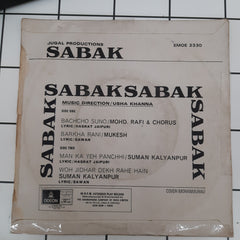 JUGAL PRODUCTIONS
SABAK
EMOE 2330
SABAK
SABAKSABAK
SABAK
MUSIC DIRECTION/USHA KHANNA
SIDE ONE
BACHCHO SUNO/MOHD. RAFI & CHORUS
LYRIC/HASRAT JAIPURI
BARKHA RANI/MUKESH
LYRIC/SAWAN
SIDE TWO
MAN KA YEH PANCHHI/SUMAN KALYANPUR
LYRIC/HASRAT JAIPURI
WOH JIDHAR DEKH RAHE HAIN
SUMAN KALYANPUR
LYRIC/SAWAN
ODEON